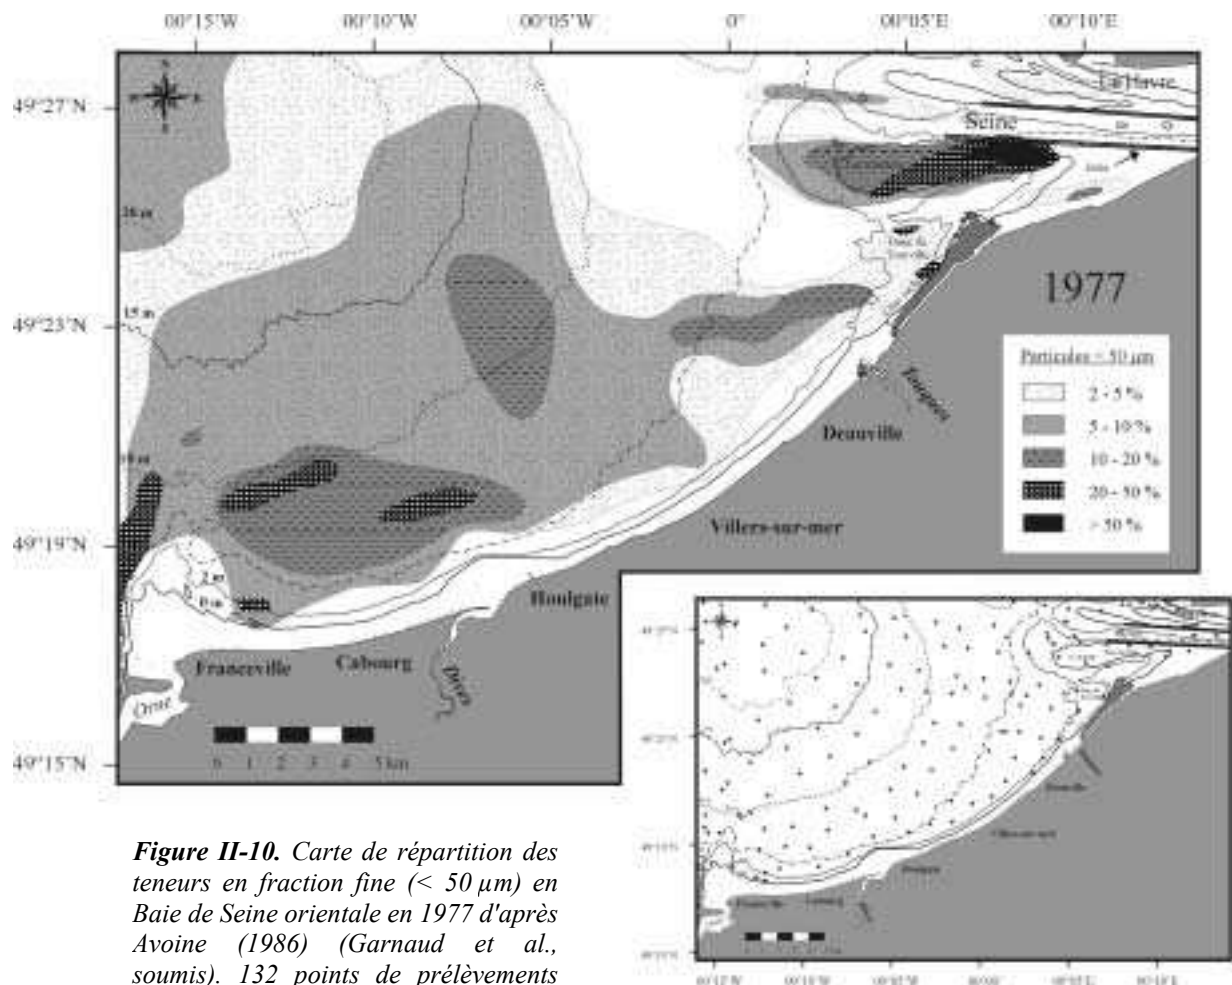 00°15'W 00°10'W 00°05'W 0° 00°05'E 00°10'E
49°27'N
Le Havre
Seine
20 m
1977
49°23'N
15 m
Particules < 50 µm
2 - 5 %
5 - 10 %
10 - 20 %
20 - 50 %
> 50 %
Touques
Deauville
10 m
Villers-sur-mer
49°19'N
2 m
0 m
Houlgate
Franceville
Cabourg
Dives
Orne
0 1 2 3 4 5 km
49°15'N
Figure II-10. Carte de répartition des
teneurs en fraction fine (< 50 µm) en
Baie de Seine orientale en 1977 d'après
Avoine (1986) (Garnaud et al.,
soumis). 132 points de prélèvements